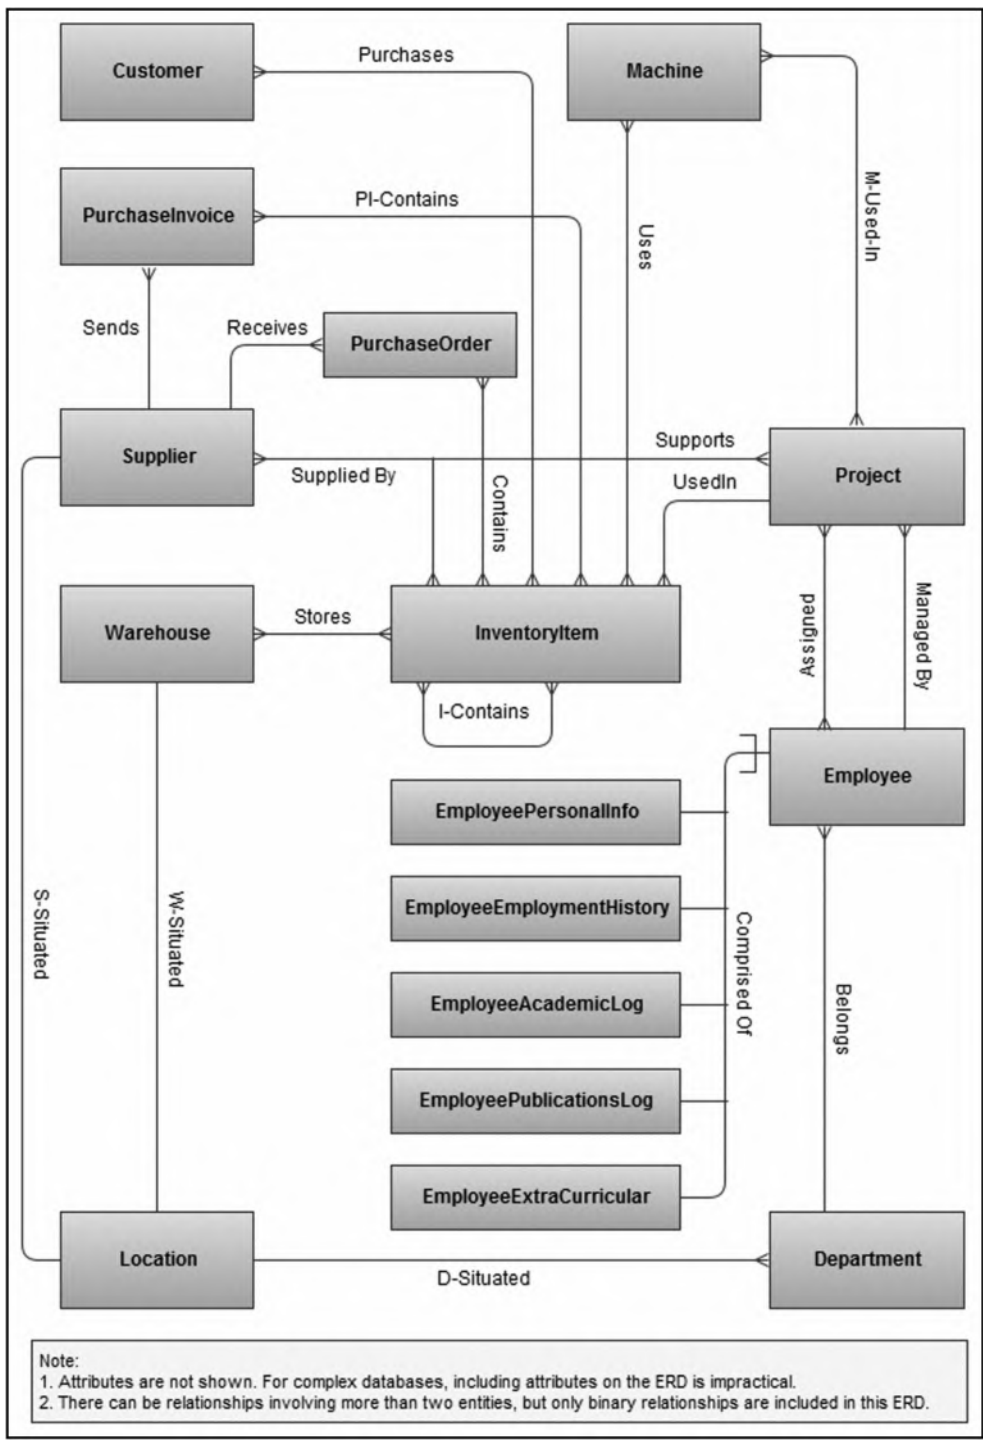 Customer
Purchases
Machine
M-Used-In
PurchaseInvoice
PI-Contains
Uses
Sends
Receives
PurchaseOrder
Supplier
Supplied By
Contains
Supports
UsedIn
Project
Warehouse
Stores
InventoryItem
I-Contains
Assigned
Managed By
Employee
EmployeePersonalInfo
EmployeeEmploymentHistory
EmployeeAcademicLog
EmployeePublicationsLog
EmployeeExtraCurricular
Comprised Of
Belongs
S-Situated
W-Situated
Location
D-Situated
Department
Note:
1. Attributes are not shown. For complex databases, including attributes on the ERD is impractical.
2. There can be relationships involving more than two entities, but only binary relationships are included in this ERD.